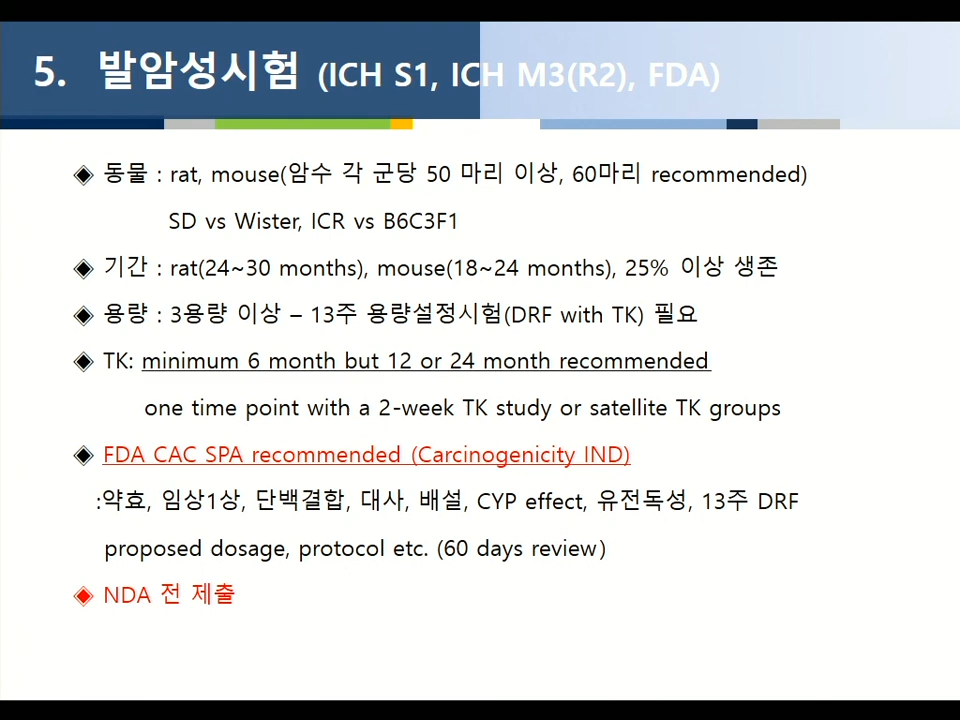 5. 발암성시험 (ICH S1, ICH M3(R2), FDA)
◈ 동물 : rat, mouse(암수 각 군당 50 마리 이상, 60마리 recommended)
SD vs Wister, ICR vs B6C3F1
◈ 기간 : rat(24~30 months), mouse(18~24 months), 25% 이상 생존
◈ 용량 : 3용량 이상 – 13주 용량설정시험(DRF with TK) 필요
◈ TK: minimum 6 month but 12 or 24 month recommended
one time point with a 2-week TK study or satellite TK groups
◈ FDA CAC SPA recommended (Carcinogenicity IND)
:약효, 임상1상, 단백결합, 대사, 배설, CYP effect, 유전독성, 13주 DRF
proposed dosage, protocol etc. (60 days review)
◈ NDA 전 제출